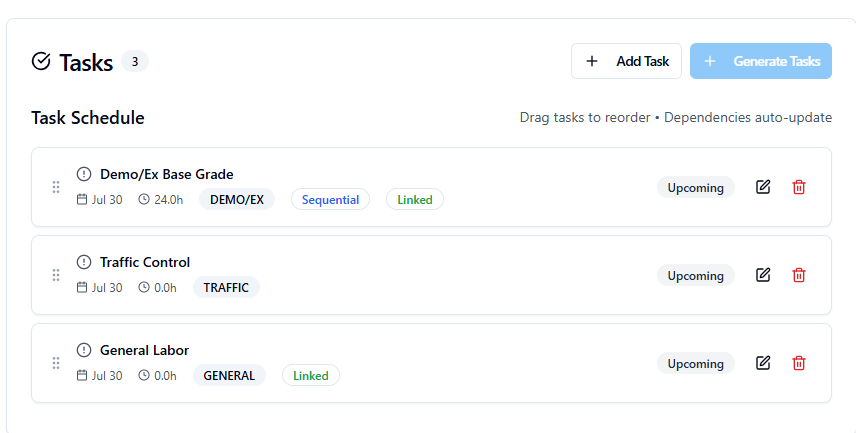 Tasks 3
Add Task
Generate Tasks
Task Schedule
Drag tasks to reorder • Dependencies auto-update
Demo/Ex Base Grade
Jul 30 24.0h DEMO/EX Sequential Linked
Upcoming
Traffic Control
Jul 30 0.0h TRAFFIC
Upcoming
General Labor
Jul 30 0.0h GENERAL Linked
Upcoming